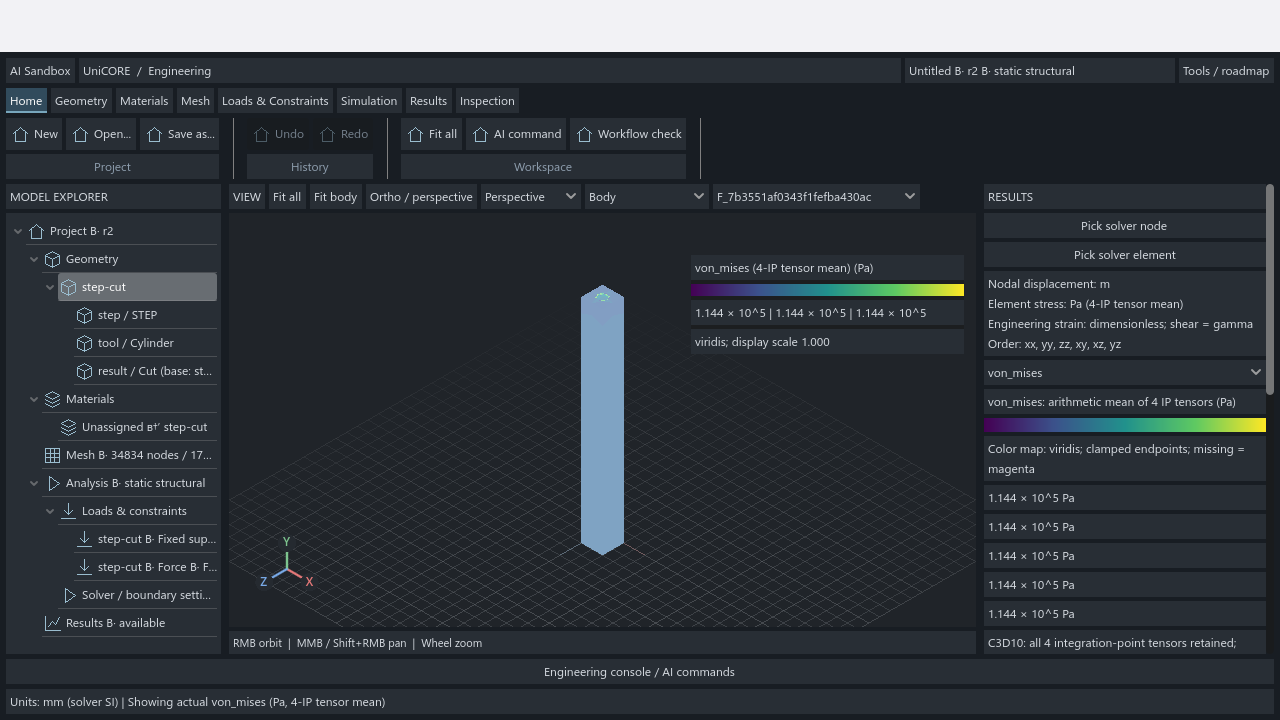 AI Sandbox
UniCORE / Engineering
Untitled В· r2 В· static structural
Tools / roadmap
Home
Geometry
Materials
Mesh
Loads & Constraints
Simulation
Results
Inspection
New
Open...
Save as...
Undo
Redo
Fit all
AI command
Workflow check
Project
History
Workspace
MODEL EXPLORER
VIEW
Fit all
Fit body
Ortho / perspective
Perspective
Body
F_7b3551af0343f1fefba430ac
RESULTS
Project В· r2
Geometry
step-cut
step / STEP
tool / Cylinder
result / Cut (base: st...
Materials
Unassigned в†’ step-cut
Mesh В· 34834 nodes / 17...
Analysis В· static structural
Loads & constraints
step-cut В· Fixed sup...
step-cut В· Force В· F...
Solver / boundary setti...
Results В· available
von_mises (4-IP tensor mean) (Pa)
1.144 × 10^5 | 1.144 × 10^5 | 1.144 × 10^5
viridis; display scale 1.000
Y
Z
X
RMB orbit | MMB / Shift+RMB pan | Wheel zoom
Pick solver node
Pick solver element
Nodal displacement: m
Element stress: Pa (4-IP tensor mean)
Engineering strain: dimensionless; shear = gamma
Order: xx, yy, zz, xy, xz, yz
von_mises
von_mises: arithmetic mean of 4 IP tensors (Pa)
Color map: viridis; clamped endpoints; missing =
magenta
1.144 × 10^5 Pa
1.144 × 10^5 Pa
1.144 × 10^5 Pa
1.144 × 10^5 Pa
1.144 × 10^5 Pa
C3D10: all 4 integration-point tensors retained;
Engineering console / AI commands
Units: mm (solver SI) | Showing actual von_mises (Pa, 4-IP tensor mean)